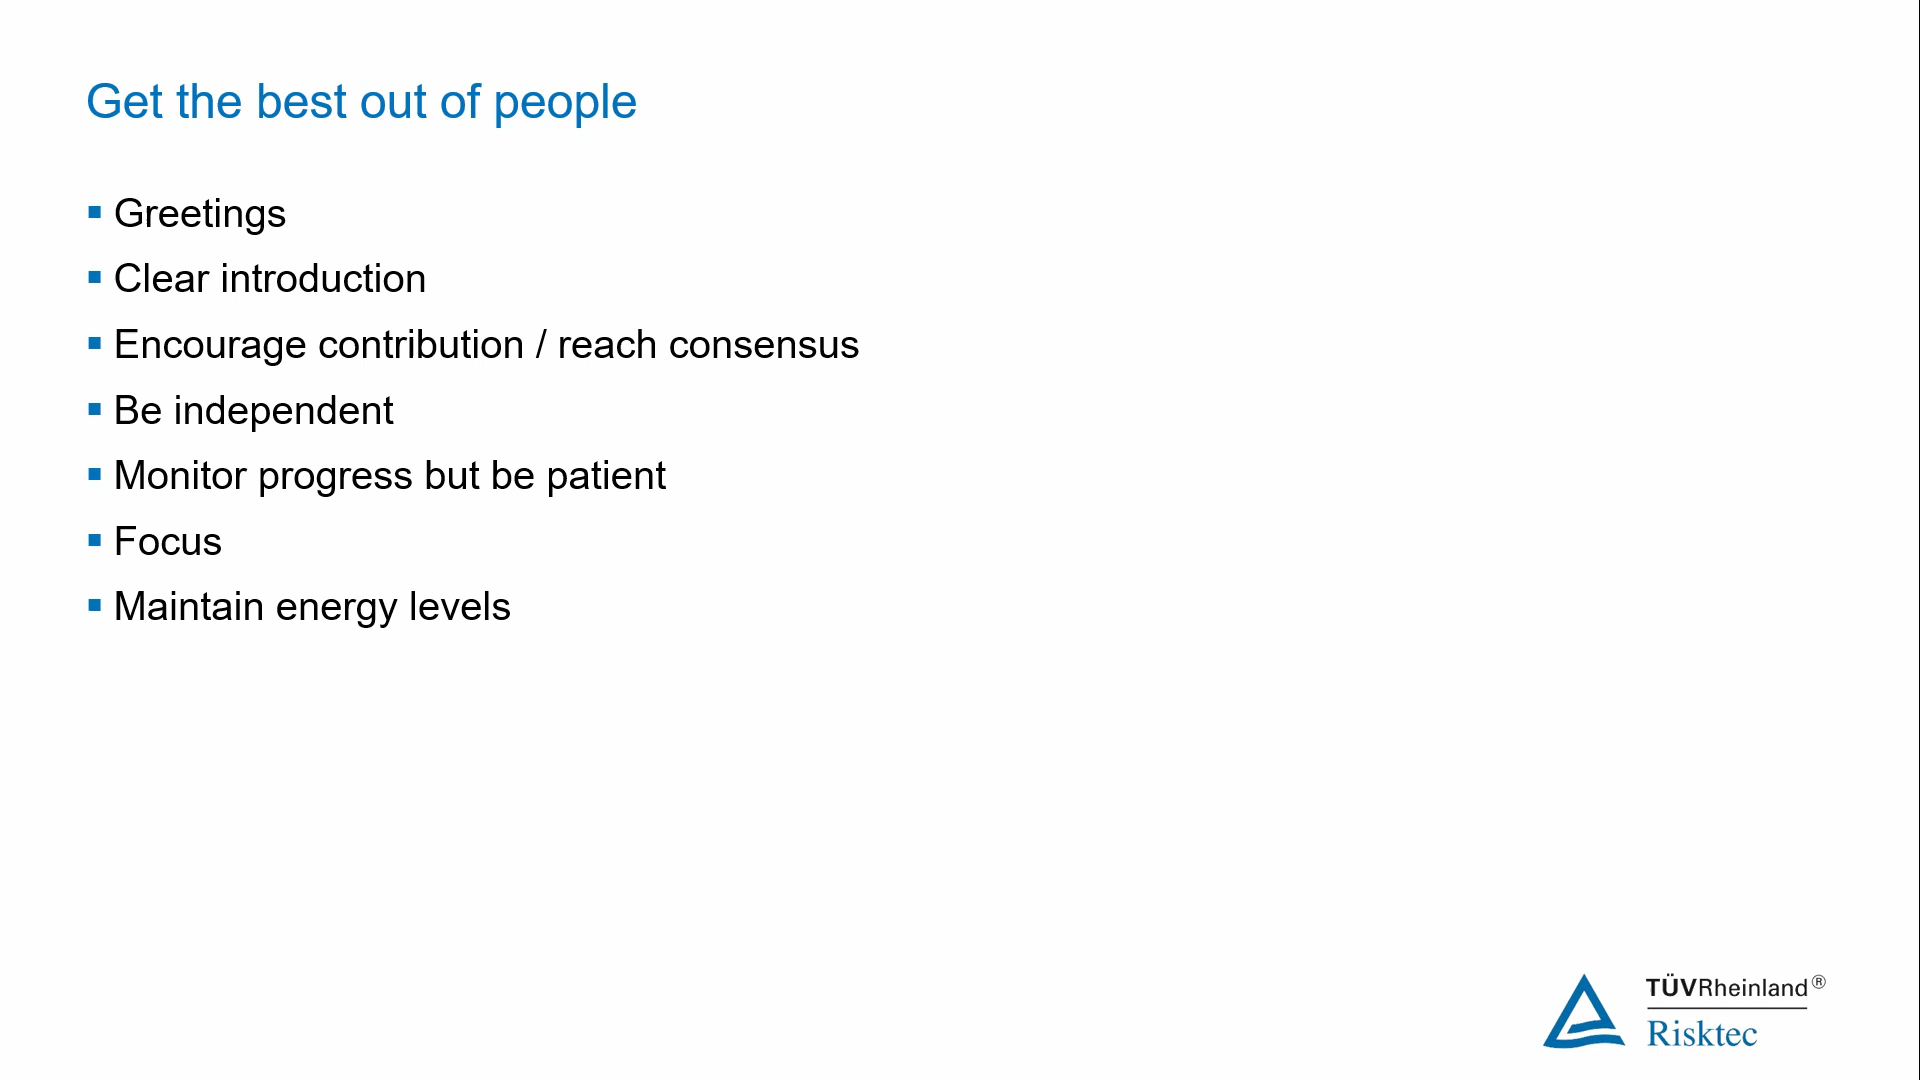 Get the best out of people
▪ Greetings
▪ Clear introduction
▪ Encourage contribution / reach consensus
▪ Be independent
▪ Monitor progress but be patient
▪ Focus
▪ Maintain energy levels
TÜVRheinland®
Risktec